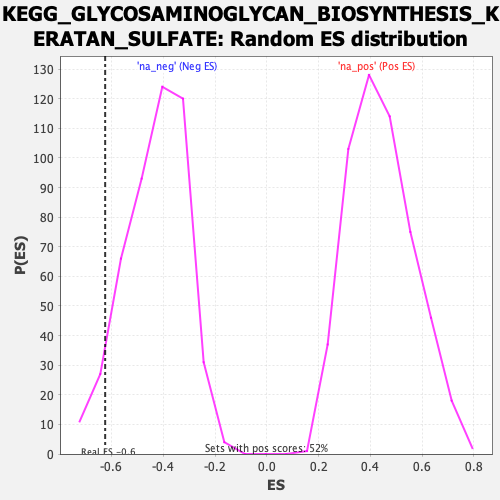 KEGG_GLYCOSAMINOGLYCAN_BIOSYNTHESIS_K
ERATAN_SULFATE: Random ES distribution
'na_neg' (Neg ES)
'na_pos' (Pos ES)
130
120
110
100
90
80
70
60
50
40
30
20
10
0
P(ES)
Real ES -0.6
Sets with pos scores: 52%
-0.6
-0.4
-0.2
0.0
0.2
0.4
0.6
0.8
ES